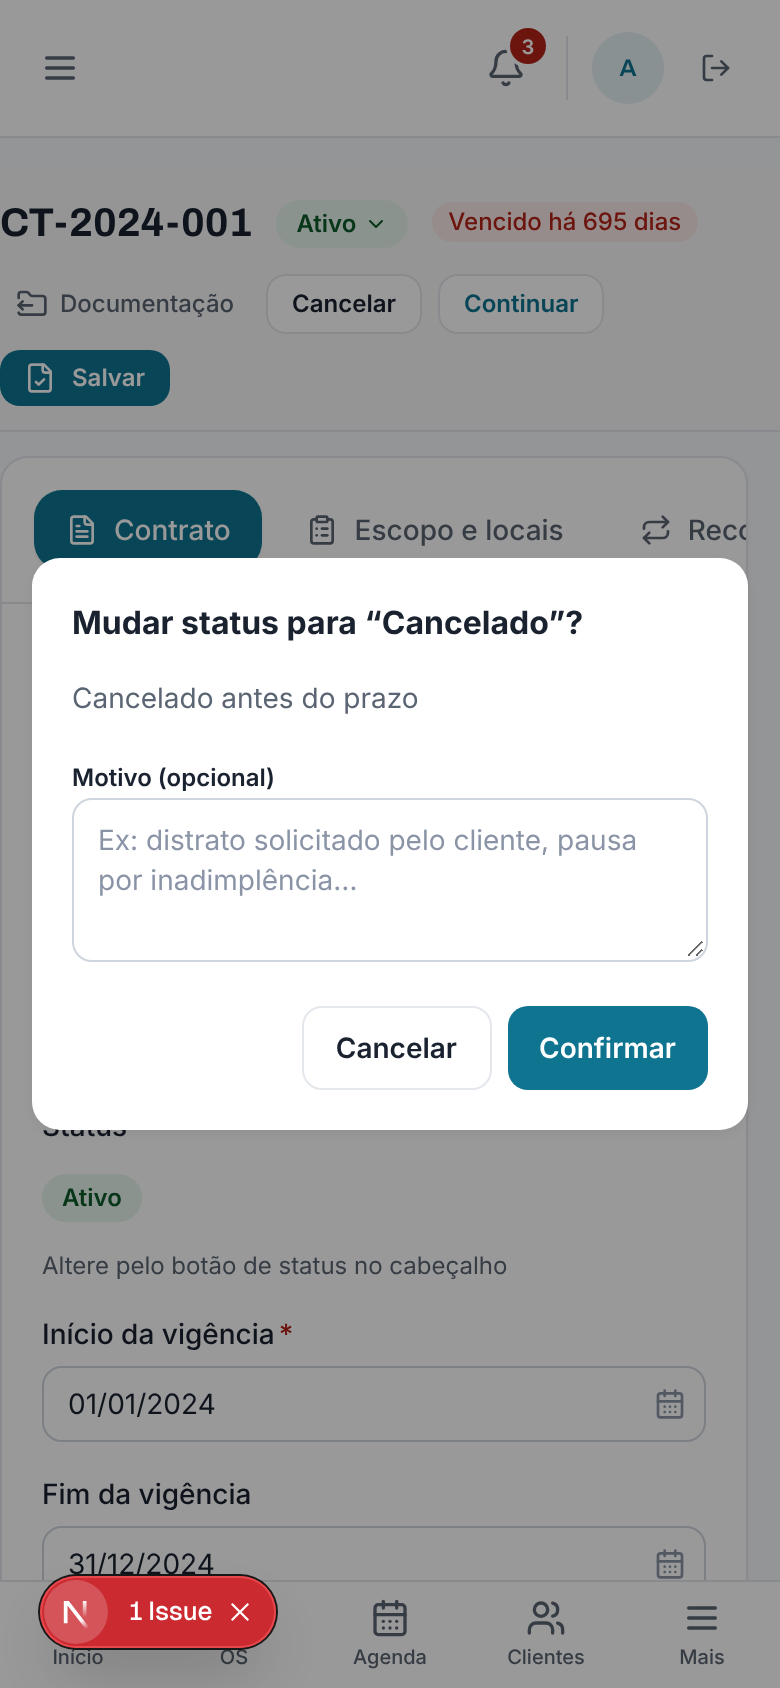 3
A
CT-2024-001
Ativo
Vencido há 695 dias
Documentação
Cancelar
Continuar
Salvar
Contrato
Escopo e locais
Reco
Mudar status para “Cancelado”?
Cancelado antes do prazo
Motivo (opcional)
Ex: distrato solicitado pelo cliente, pausa
por inadimplência...
Cancelar
Confirmar
Status
Ativo
Altere pelo botão de status no cabeçalho
Início da vigência *
01/01/2024
Fim da vigência
31/12/2024
N
1 Issue
Início
OS
Agenda
Clientes
Mais